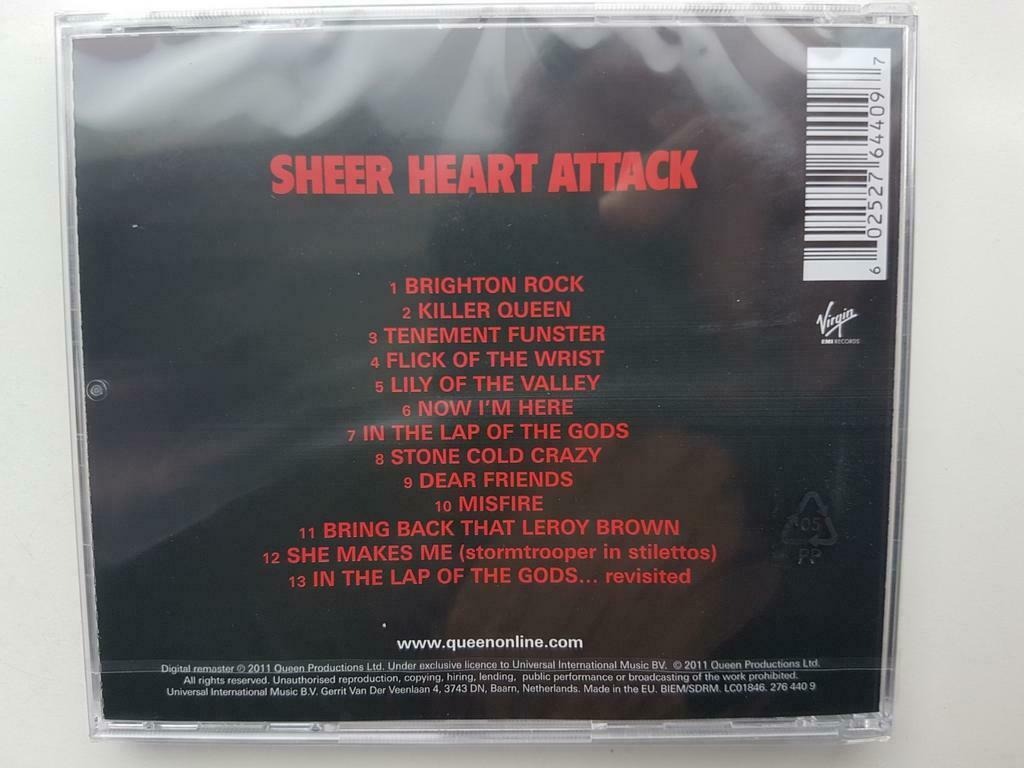 SHEER HEART ATTACK
1 BRIGHTON ROCK
2 KILLER QUEEN
3 TENEMENT FUNSTER
4 FLICK OF THE WRIST
5 LILY OF THE VALLEY
6 NOW I'M HERE
7 IN THE LAP OF THE GODS
8 STONE COLD CRAZY
9 DEAR FRIENDS
10 MISFIRE
11 BRING BACK THAT LEROY BROWN
12 SHE MAKES ME (stormtrooper in stilettos)
13 IN THE LAP OF THE GODS... revisited
www.queenonline.com
Digital remaster ℗ 2011 Queen Productions Ltd. Under exclusive licence to Universal International Music BV. © 2011 Queen Productions Ltd.
All rights reserved. Unauthorised reproduction, copying, hiring, lending, public performance or broadcasting of the work prohibited.
Universal International Music B.V. Gerrit Van Der Veenlaan 4, 3743 DN, Baarn, Netherlands. Made in the EU. BIEM/SDRM. LC01846. 276 440 9
6 02527 64409 7
Virgin
EMI RECORDS
05
PP